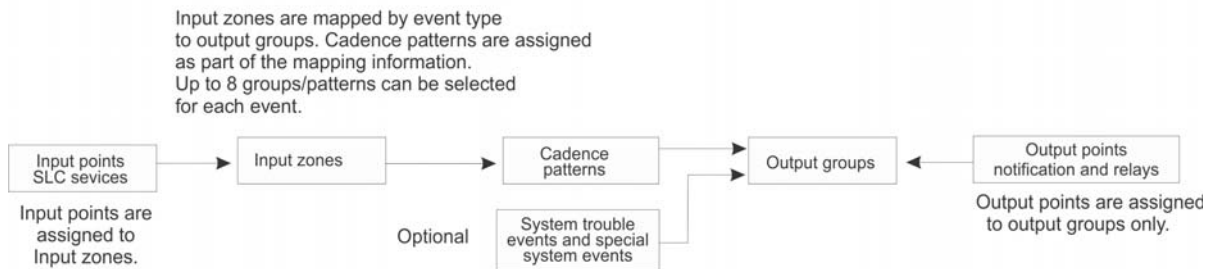 Input zones are mapped by event type
to output groups. Cadence patterns are assigned
as part of the mapping information.
Up to 8 groups/patterns can be selected
for each event.
Input points
SLC sevices
Input zones
Cadence
patterns
Output groups
Output points
notification and relays
Input points are
assigned to
Input zones.
Optional
System trouble
events and special
system events
Output points are assigned
to output groups only.